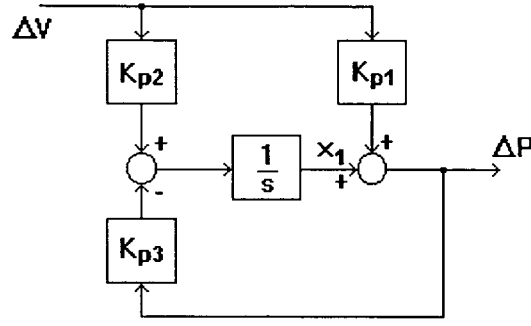 ΔV
Kp2
Kp1
+
+
-
1
s
x1
+
ΔP
Kp3